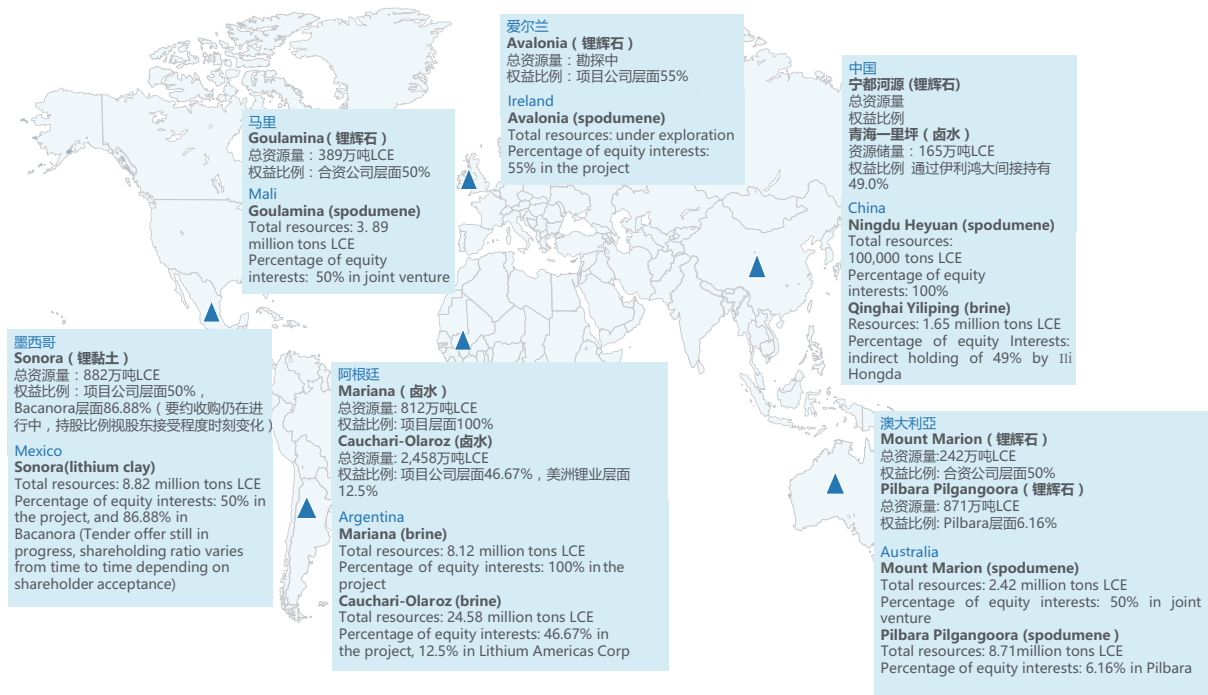 爱尔兰
Avalonia（锂辉石）
总资源量：勘探中
权益比例：项目公司层面55%
Ireland
Avalonia (spodumene)
Total resources: under exploration
Percentage of equity interests:
55% in the project
马里
Goulamina（锂辉石）
总资源量：389万吨LCE
权益比例：合资公司层面50%
Mali
Goulamina (spodumene)
Total resources: 3. 89
million tons LCE
Percentage of equity
interests: 50% in joint venture
中国
宁都河源 (锂辉石)
总资源量
权益比例
青海一里坪（卤水）
资源储量：165万吨LCE
权益比例 通过伊利鸿大间接持有
49.0%
China
Ningdu Heyuan (spodumene)
Total resources:
100,000 tons LCE
Percentage of equity
interests: 100%
Qinghai Yiliping (brine)
Resources: 1.65 million tons LCE
Percentage of equity Interests:
indirect holding of 49% by Ili
Hongda
墨西哥
Sonora（锂黏土）
总资源量：882万吨LCE
权益比例：项目公司层面50%，
Bacanora层面86.88%（要约收购仍在进
行中，持股比例视股东接受程度时刻变化）
Mexico
Sonora(lithium clay)
Total resources: 8.82 million tons LCE
Percentage of equity interests: 50% in
the project, and 86.88% in
Bacanora (Tender offer still in
progress, shareholding ratio varies
from time to time depending on
shareholder acceptance)
阿根廷
Mariana（卤水）
总资源量: 812万吨LCE
权益比例: 项目层面100%
Cauchari-Olaroz (卤水)
总资源量: 2,458万吨LCE
权益比例: 项目公司层面46.67%，美洲锂业层面
12.5%
Argentina
Mariana (brine)
Total resources: 8.12 million tons LCE
Percentage of equity interests: 100% in the
project
Cauchari-Olaroz (brine)
Total resources: 24.58 million tons LCE
Percentage of equity interests: 46.67% in
the project, 12.5% in Lithium Americas Corp
澳大利亞
Mount Marion（锂辉石）
总资源量:242万吨LCE
权益比例: 合资公司层面50%
Pilbara Pilgangoora（锂辉石）
总资源量: 871万吨LCE
权益比例: Pilbara层面6.16%
Australia
Mount Marion (spodumene)
Total resources: 2.42 million tons LCE
Percentage of equity interests: 50% in joint
venture
Pilbara Pilgangoora (spodumene )
Total resources: 8.71million tons LCE
Percentage of equity interests: 6.16% in Pilbara